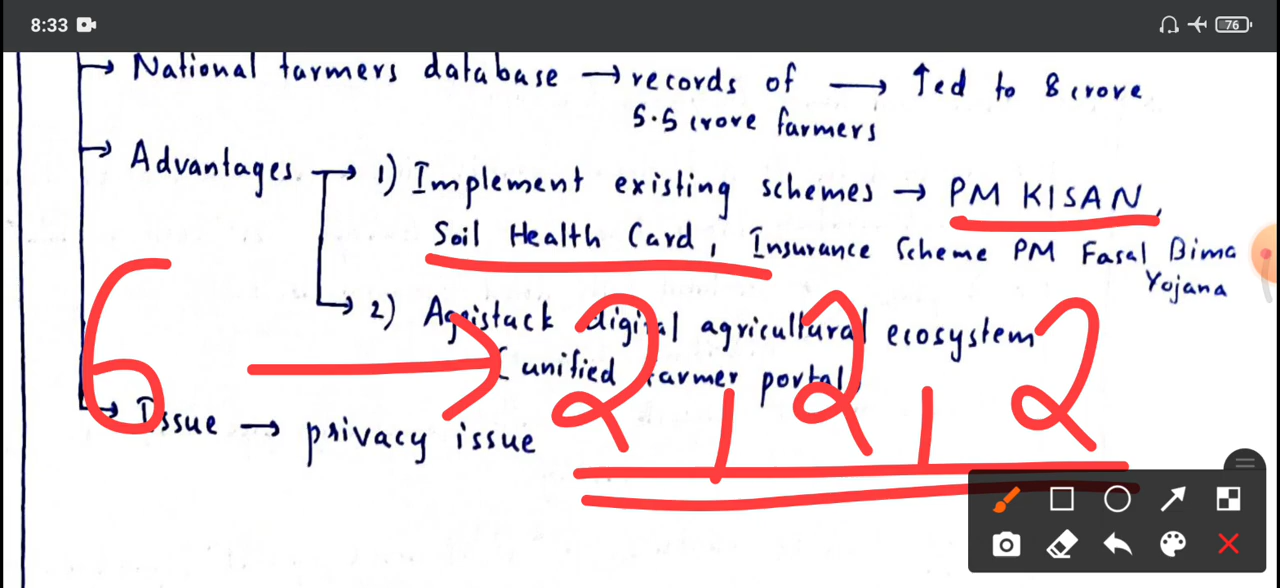 8:33
76
National farmers database → records of → ↑ed to 8 crore
5.5 crore farmers
Advantages → 1) Implement existing schemes → PM KISAN,
Soil Health Card, Insurance Scheme PM Fasal Bima
Yojana
→ 2) Agristack digital agricultural ecosystem
[unified farmer portal
Issue → privacy issue
6 → 2, 2, 2